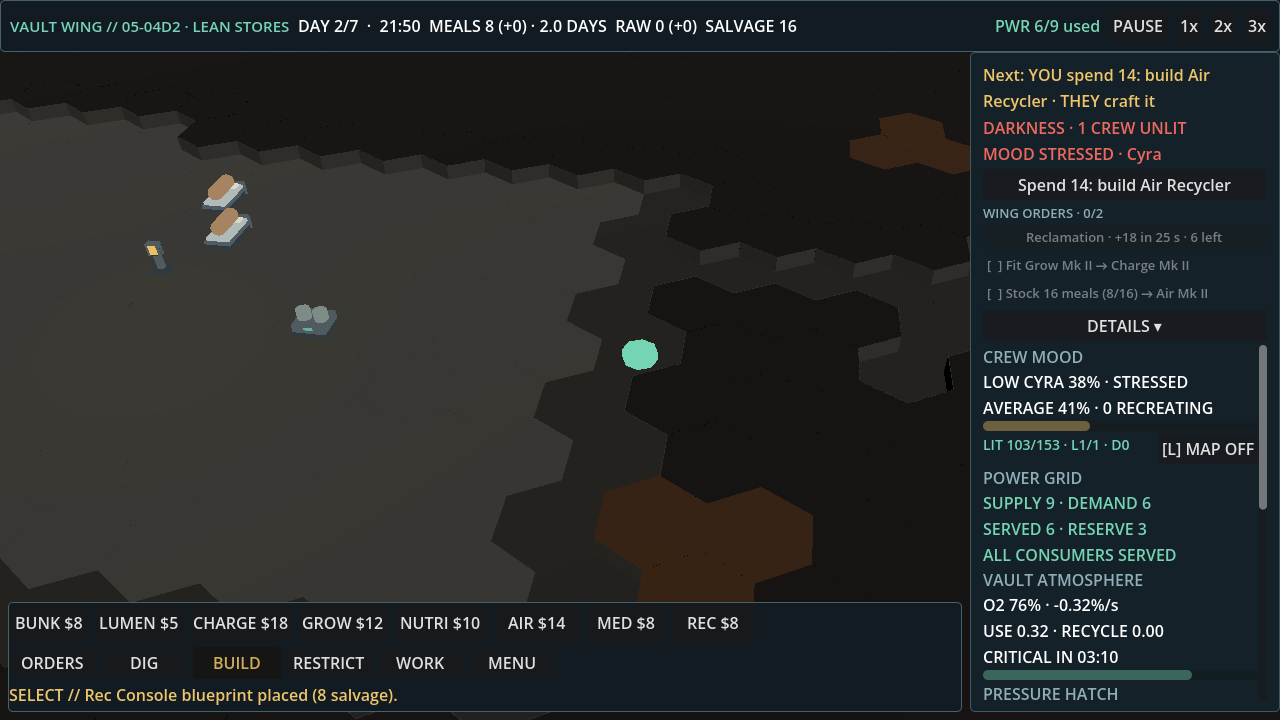 VAULT WING // 05-04D2 · LEAN STORES DAY 2/7 · 21:50 MEALS 8 (+0) · 2.0 DAYS RAW 0 (+0) SALVAGE 16 PWR 6/9 used PAUSE 1x 2x 3x
Next: YOU spend 14: build Air
Recycler · THEY craft it
DARKNESS · 1 CREW UNLIT
MOOD STRESSED · Cyra
Spend 14: build Air Recycler
WING ORDERS · 0/2
Reclamation · +18 in 25 s · 6 left
[ ] Fit Grow Mk II → Charge Mk II
[ ] Stock 16 meals (8/16) → Air Mk II
DETAILS ▾
CREW MOOD
LOW CYRA 38% · STRESSED
AVERAGE 41% · 0 RECREATING
LIT 103/153 · L1/1 · D0 [L] MAP OFF
POWER GRID
SUPPLY 9 · DEMAND 6
SERVED 6 · RESERVE 3
ALL CONSUMERS SERVED
VAULT ATMOSPHERE
O2 76% · -0.32%/s
USE 0.32 · RECYCLE 0.00
CRITICAL IN 03:10
PRESSURE HATCH
BUNK $8 LUMEN $5 CHARGE $18 GROW $12 NUTRI $10 AIR $14 MED $8 REC $8
ORDERS DIG BUILD RESTRICT WORK MENU
SELECT // Rec Console blueprint placed (8 salvage).